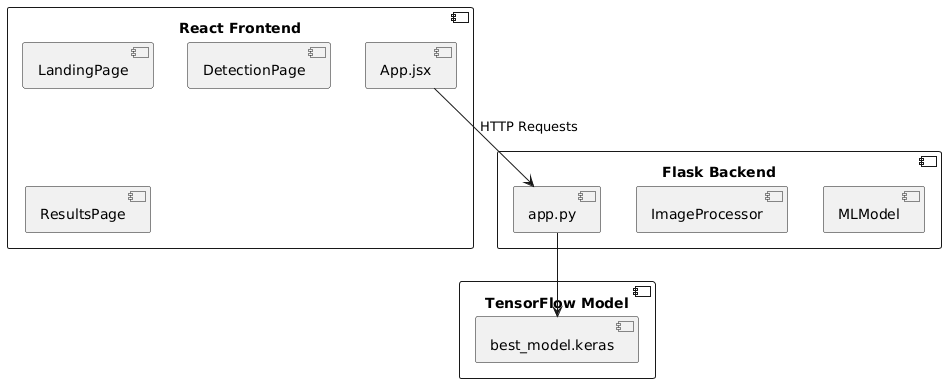 React Frontend
LandingPage
DetectionPage
App.jsx
HTTP Requests
ResultsPage
Flask Backend
app.py
ImageProcessor
MLModel
TensorFlow Model
best_model.keras